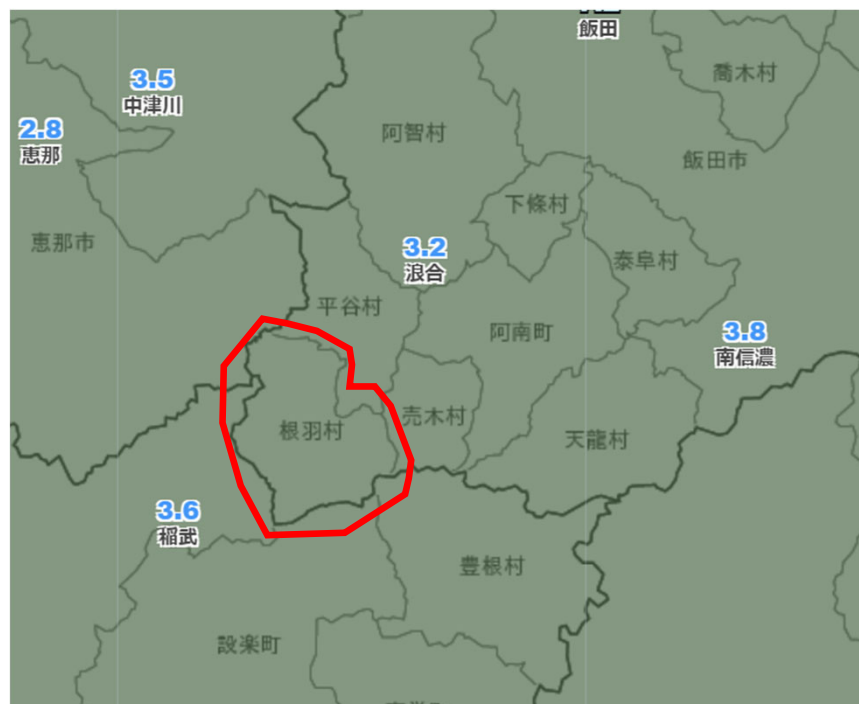 飯田
喬木村
3.5
中津川
2.8
恵那
阿智村
飯田市
下條村
恵那市
3.2
浪合
泰阜村
平谷村
阿南町
3.8
南信濃
売木村
根羽村
天龍村
3.6
稲武
豊根村
設楽町